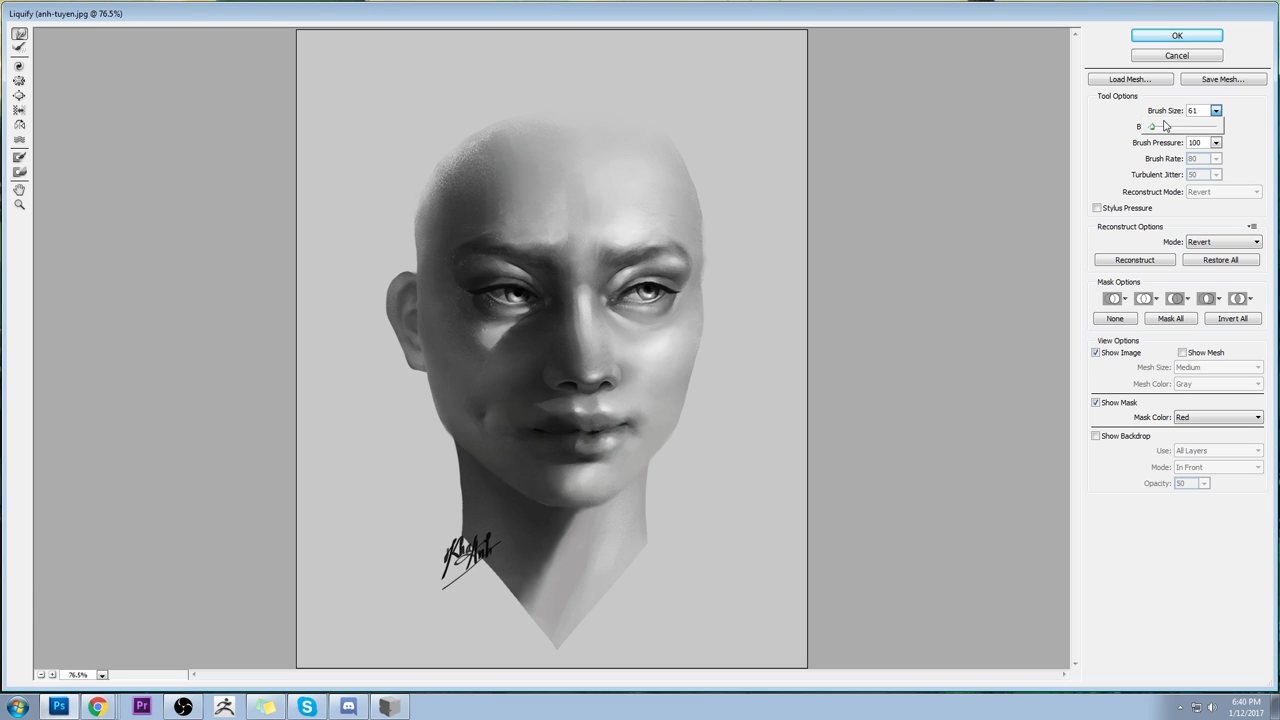 Liquify (anh-tuyen.jpg @ 76.5%)
OK
Cancel
Load Mesh...
Save Mesh...
Tool Options
Brush Size: 61
B
Brush Pressure: 100
Brush Rate: 80
Turbulent Jitter: 50
Reconstruct Mode: Revert
Stylus Pressure
Reconstruct Options
Mode: Revert
Reconstruct
Restore All
Mask Options
None
Mask All
Invert All
View Options
Show Image
Show Mesh
Mesh Size: Medium
Mesh Color: Gray
Show Mask
Mask Color: Red
Show Backdrop
Use: All Layers
Mode: In Front
Opacity: 50
76.5%
Ps
Pr
S
6:40 PM
1/12/2017